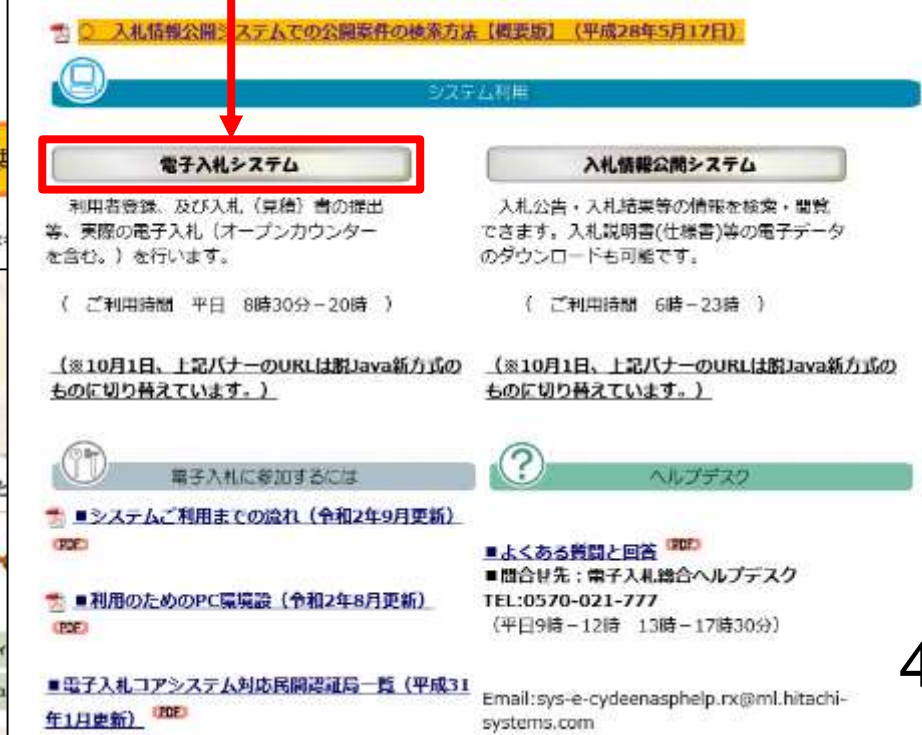 ○ 入札情報公開システムでの公開案件の検索方法【概要版】（平成28年5月17日）
システム利用
電子入札システム
利用者登録、及び入札（見積）書の提出
等、実際の電子入札（オープンカウンター
を含む。）を行います。
（ ご利用時間 平日 8時30分－20時 ）
（※10月1日、上記バナーのURLは脱Java新方式の
ものに切り替えています。）
入札情報公開システム
入札公告・入札結果等の情報を検索・閲覧
できます。入札説明書(仕様書)等の電子データ
のダウンロードも可能です。
（ ご利用時間 6時－23時 ）
（※10月1日、上記バナーのURLは脱Java新方式の
ものに切り替えています。）
電子入札に参加するには
■システムご利用までの流れ（令和2年9月更新）
PDF
■利用のためのPC環境設（令和2年8月更新）
PDF
■電子入札コアシステム対応民間認証局一覧（平成31
年1月更新） PDF
ヘルプデスク
■よくある質問と回答 PDF
■問合せ先：電子入札総合ヘルプデスク
TEL:0570-021-777
（平日9時－12時 13時－17時30分）
Email:sys-e-cydeenasphelp.rx@ml.hitachi-
systems.com
4